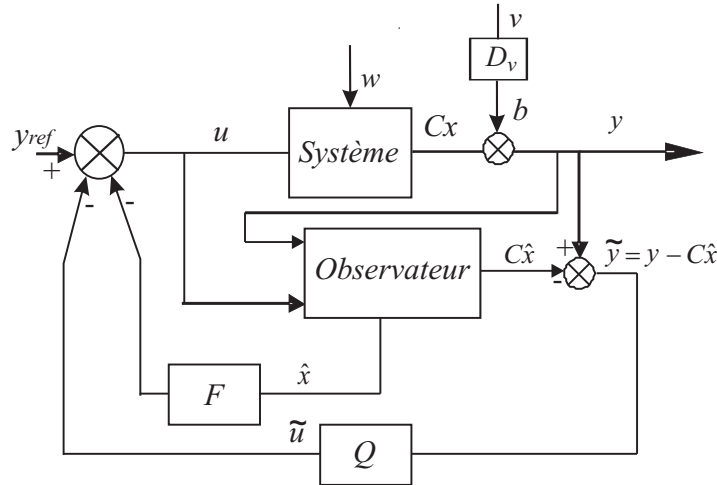 v
D_v
w
b
y_ref
+
u
Système
Cx
y
-
-
Observateur
Cx̂
+
-
ỹ = y − Cx̂
F
x̂
ũ
Q